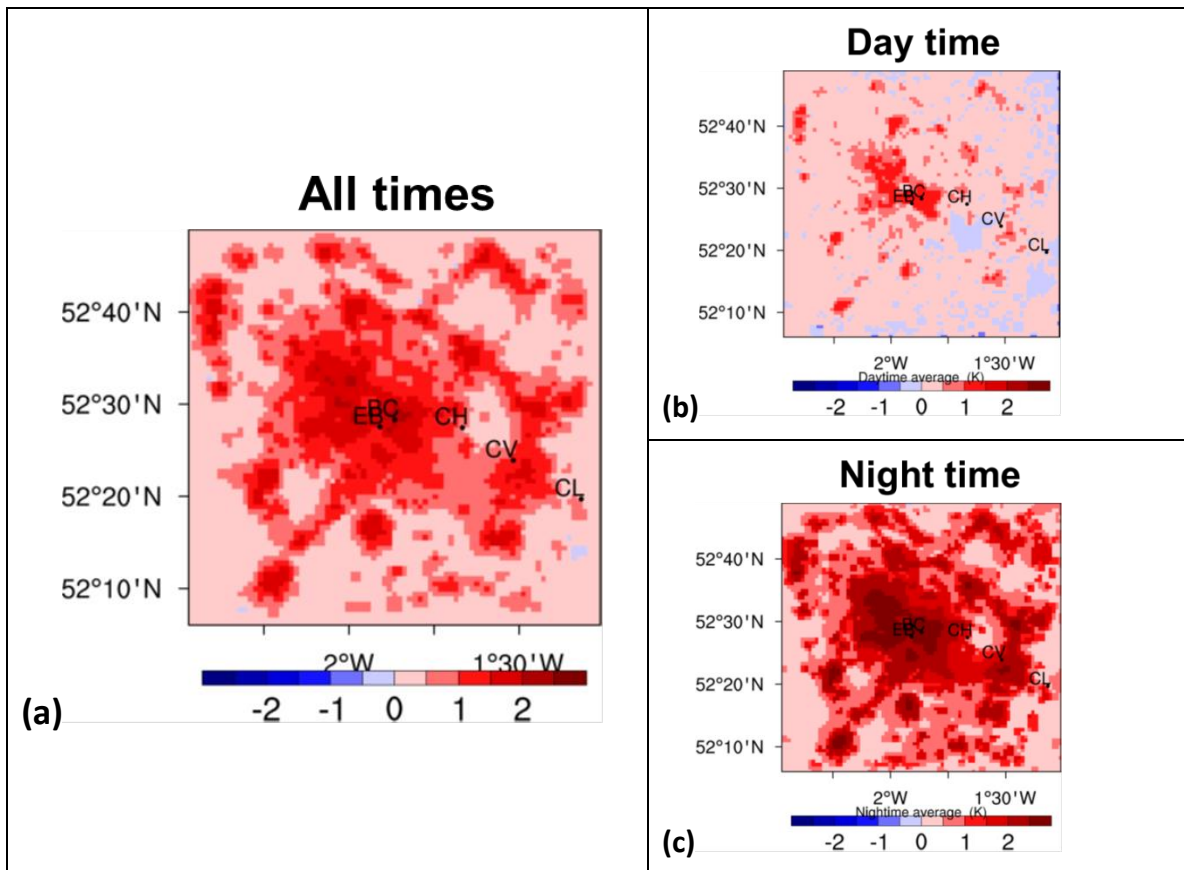 All times
52°40'N
52°30'N
52°20'N
52°10'N
BC
EB
CH
CV
CL
2°W 1°30'W
-2 -1 0 1 2
(a)
Day time
52°40'N
52°30'N
52°20'N
52°10'N
BC
EB
CH
CV
CL
2°W 1°30'W
Daytime average (K)
-2 -1 0 1 2
(b)
Night time
52°40'N
52°30'N
52°20'N
52°10'N
BC
EB
CH
CV
CL
2°W 1°30'W
Nightime average (K)
-2 -1 0 1 2
(c)